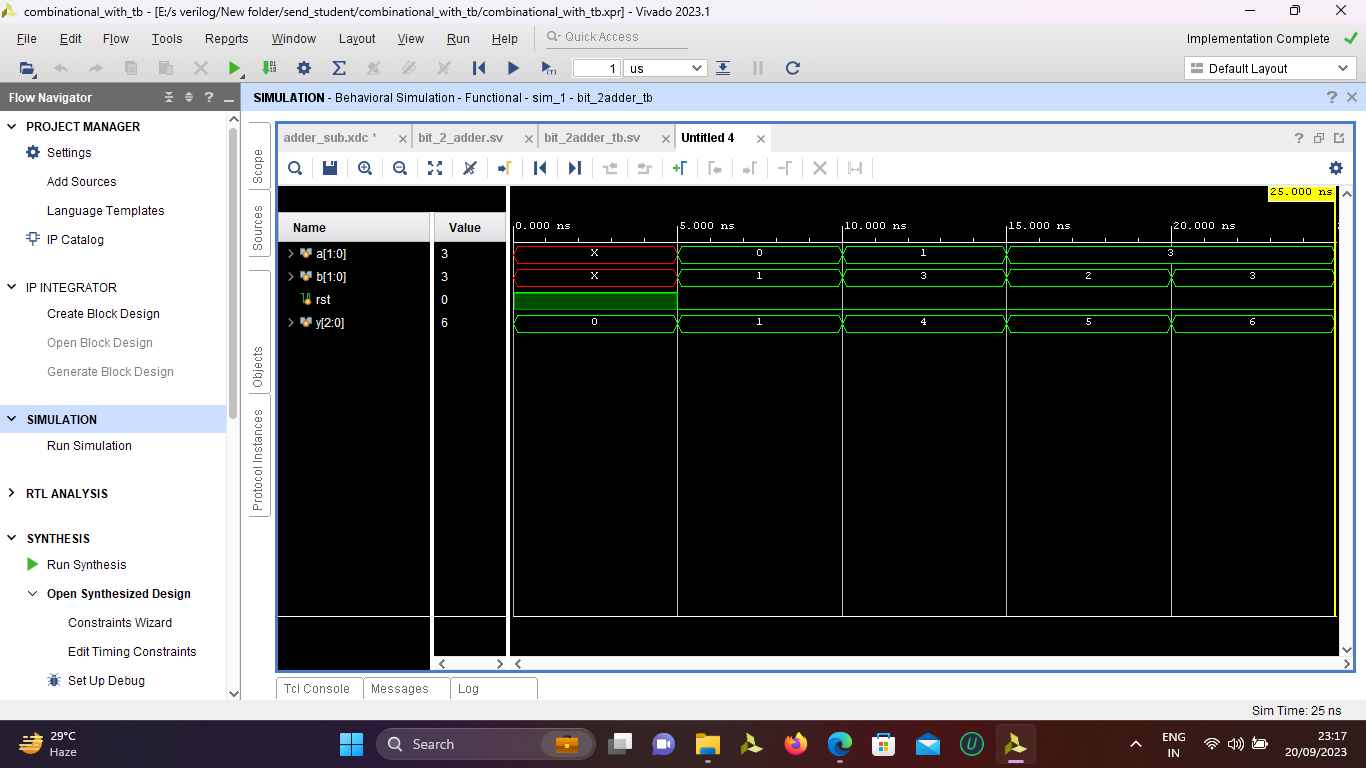 combinational_with_tb - [E:/s verilog/New folder/send_student/combinational_with_tb/combinational_with_tb.xpr] - Vivado 2023.1
File Edit Flow Tools Reports Window Layout View Run Help Quick Access
Implementation Complete
1 us
Default Layout
Flow Navigator
PROJECT MANAGER
Settings
Add Sources
Language Templates
IP Catalog
IP INTEGRATOR
Create Block Design
Open Block Design
Generate Block Design
SIMULATION
Run Simulation
RTL ANALYSIS
SYNTHESIS
Run Synthesis
Open Synthesized Design
Constraints Wizard
Edit Timing Constraints
Set Up Debug
SIMULATION - Behavioral Simulation - Functional - sim_1 - bit_2adder_tb
Scope
Sources
Objects
Protocol Instances
adder_sub.xdc * bit_2_adder.sv bit_2adder_tb.sv Untitled 4
25.000 ns
Name Value 0.000 ns 5.000 ns 10.000 ns 15.000 ns 20.000 ns
a[1:0] 3 X 0 1 3
b[1:0] 3 X 1 3 2 3
rst 0
y[2:0] 6 0 1 4 5 6
Tcl Console Messages Log
Sim Time: 25 ns
29°C
Haze
Search
ENG
IN
23:17
20/09/2023